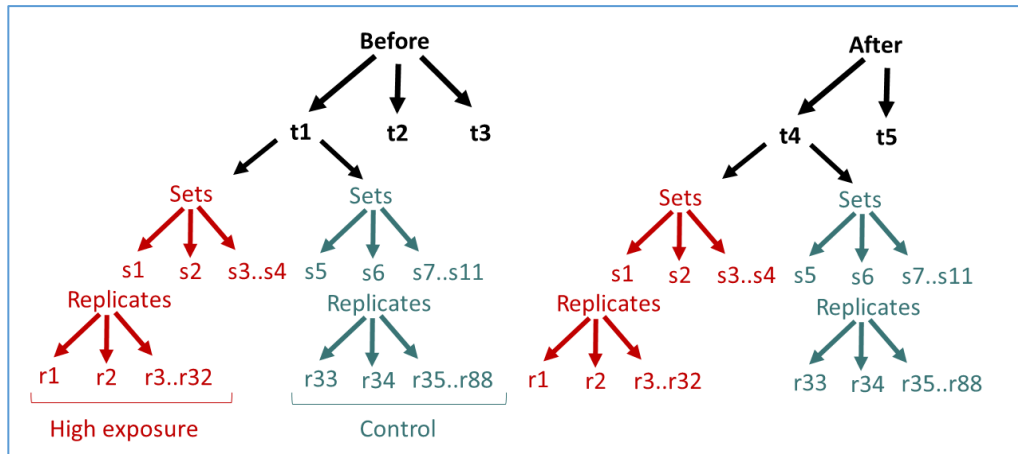 Before After
t1 t2 t3 t4 t5
Sets Sets Sets Sets
s1 s2 s3..s4 s5 s6 s7..s11 s1 s2 s3..s4 s5 s6 s7..s11
Replicates Replicates Replicates Replicates
r1 r2 r3..r32 r33 r34 r35..r88 r1 r2 r3..r32 r33 r34 r35..r88
High exposure Control